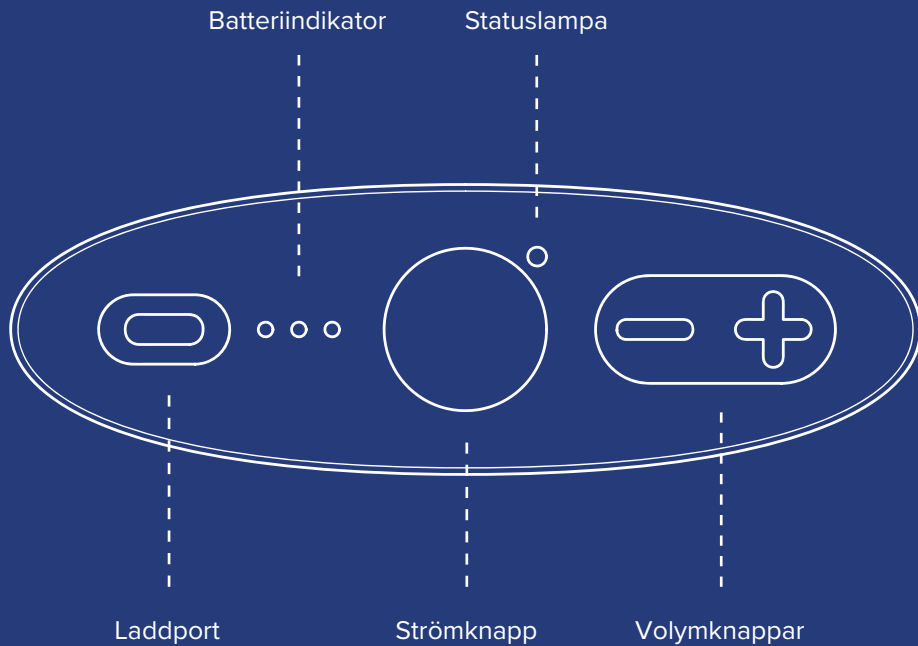 Batteriindikator
Statuslampa
Laddport
Strömknapp
Volymknappar